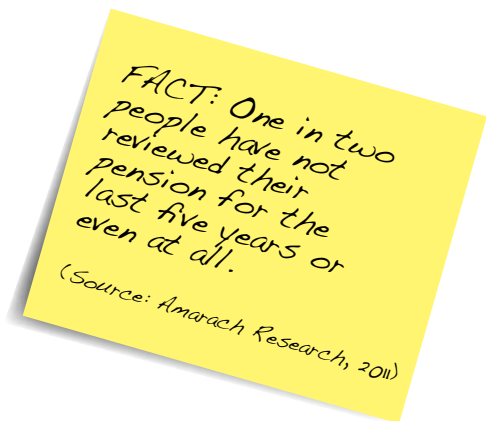 FACT: One in two
people have not
reviewed their
pension for the
last five years or
even at all.
(Source: Amarach Research, 2011)